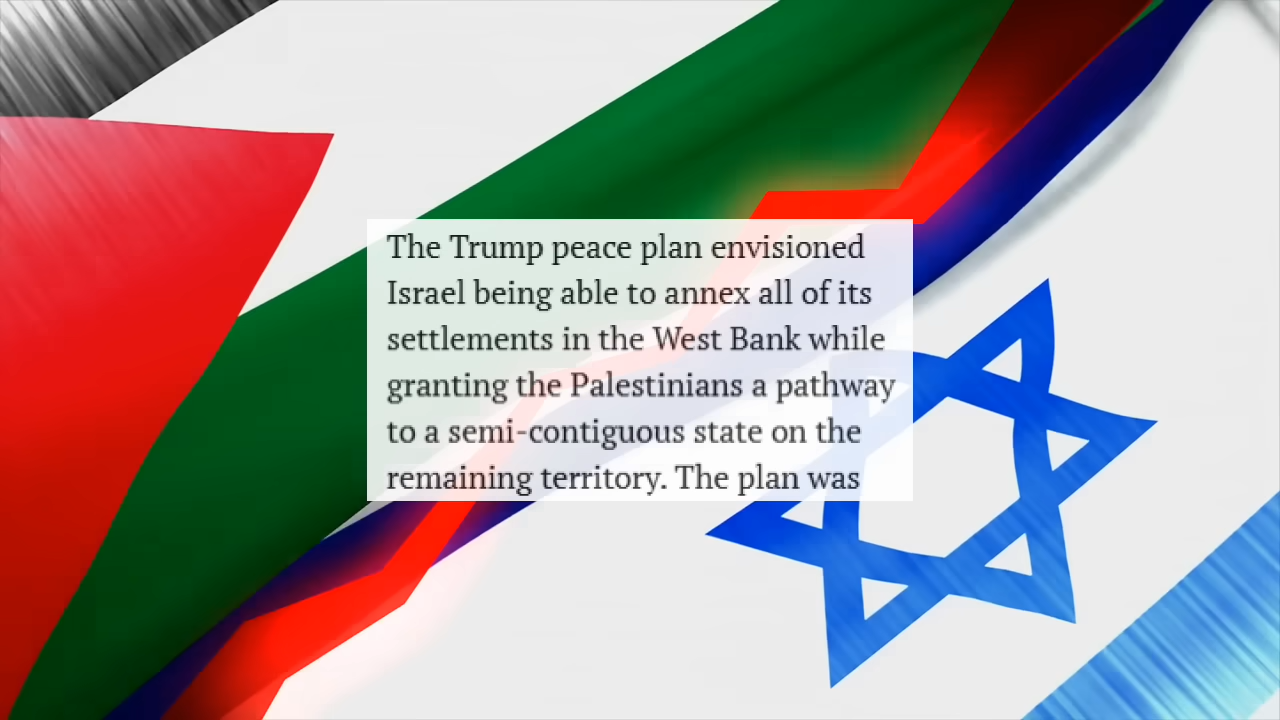 The Trump peace plan envisioned
Israel being able to annex all of its
settlements in the West Bank while
granting the Palestinians a pathway
to a semi-contiguous state on the
remaining territory. The plan was